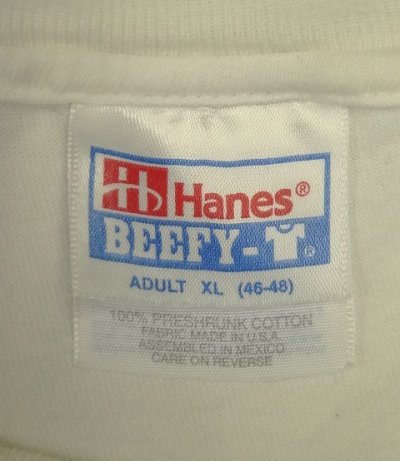 Hanes®
BEEFY-T®
ADULT XL (46-48)
100% PRESHRUNK COTTON
FABRIC MADE IN U.S.A.
ASSEMBLED IN MEXICO
CARE ON REVERSE